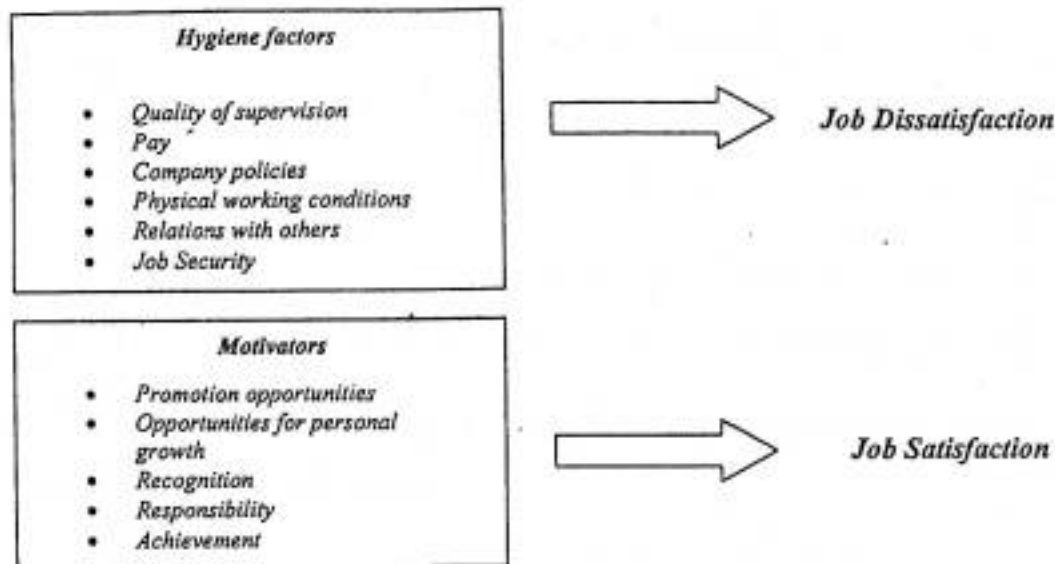 Hygiene factors
• Quality of supervision
• Pay
• Company policies
• Physical working conditions
• Relations with others
• Job Security
Job Dissatisfaction
Motivators
• Promotion opportunities
• Opportunities for personal
growth
• Recognition
• Responsibility
• Achievement
Job Satisfaction